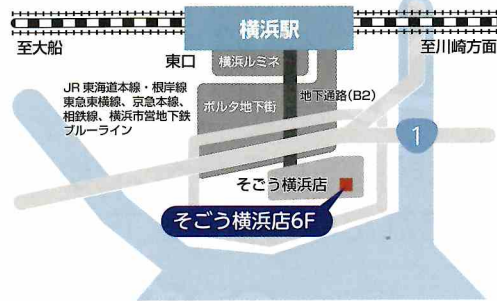 横浜駅
至大船
東口
横浜ルミネ
至川崎方面
JR東海道本線・根岸線
東急東横線、京急本線、
相鉄線、横浜市営地下鉄
ブルーライン
ポルタ地下街
地下通路(B2)
1
そごう横浜店
そごう横浜店6F